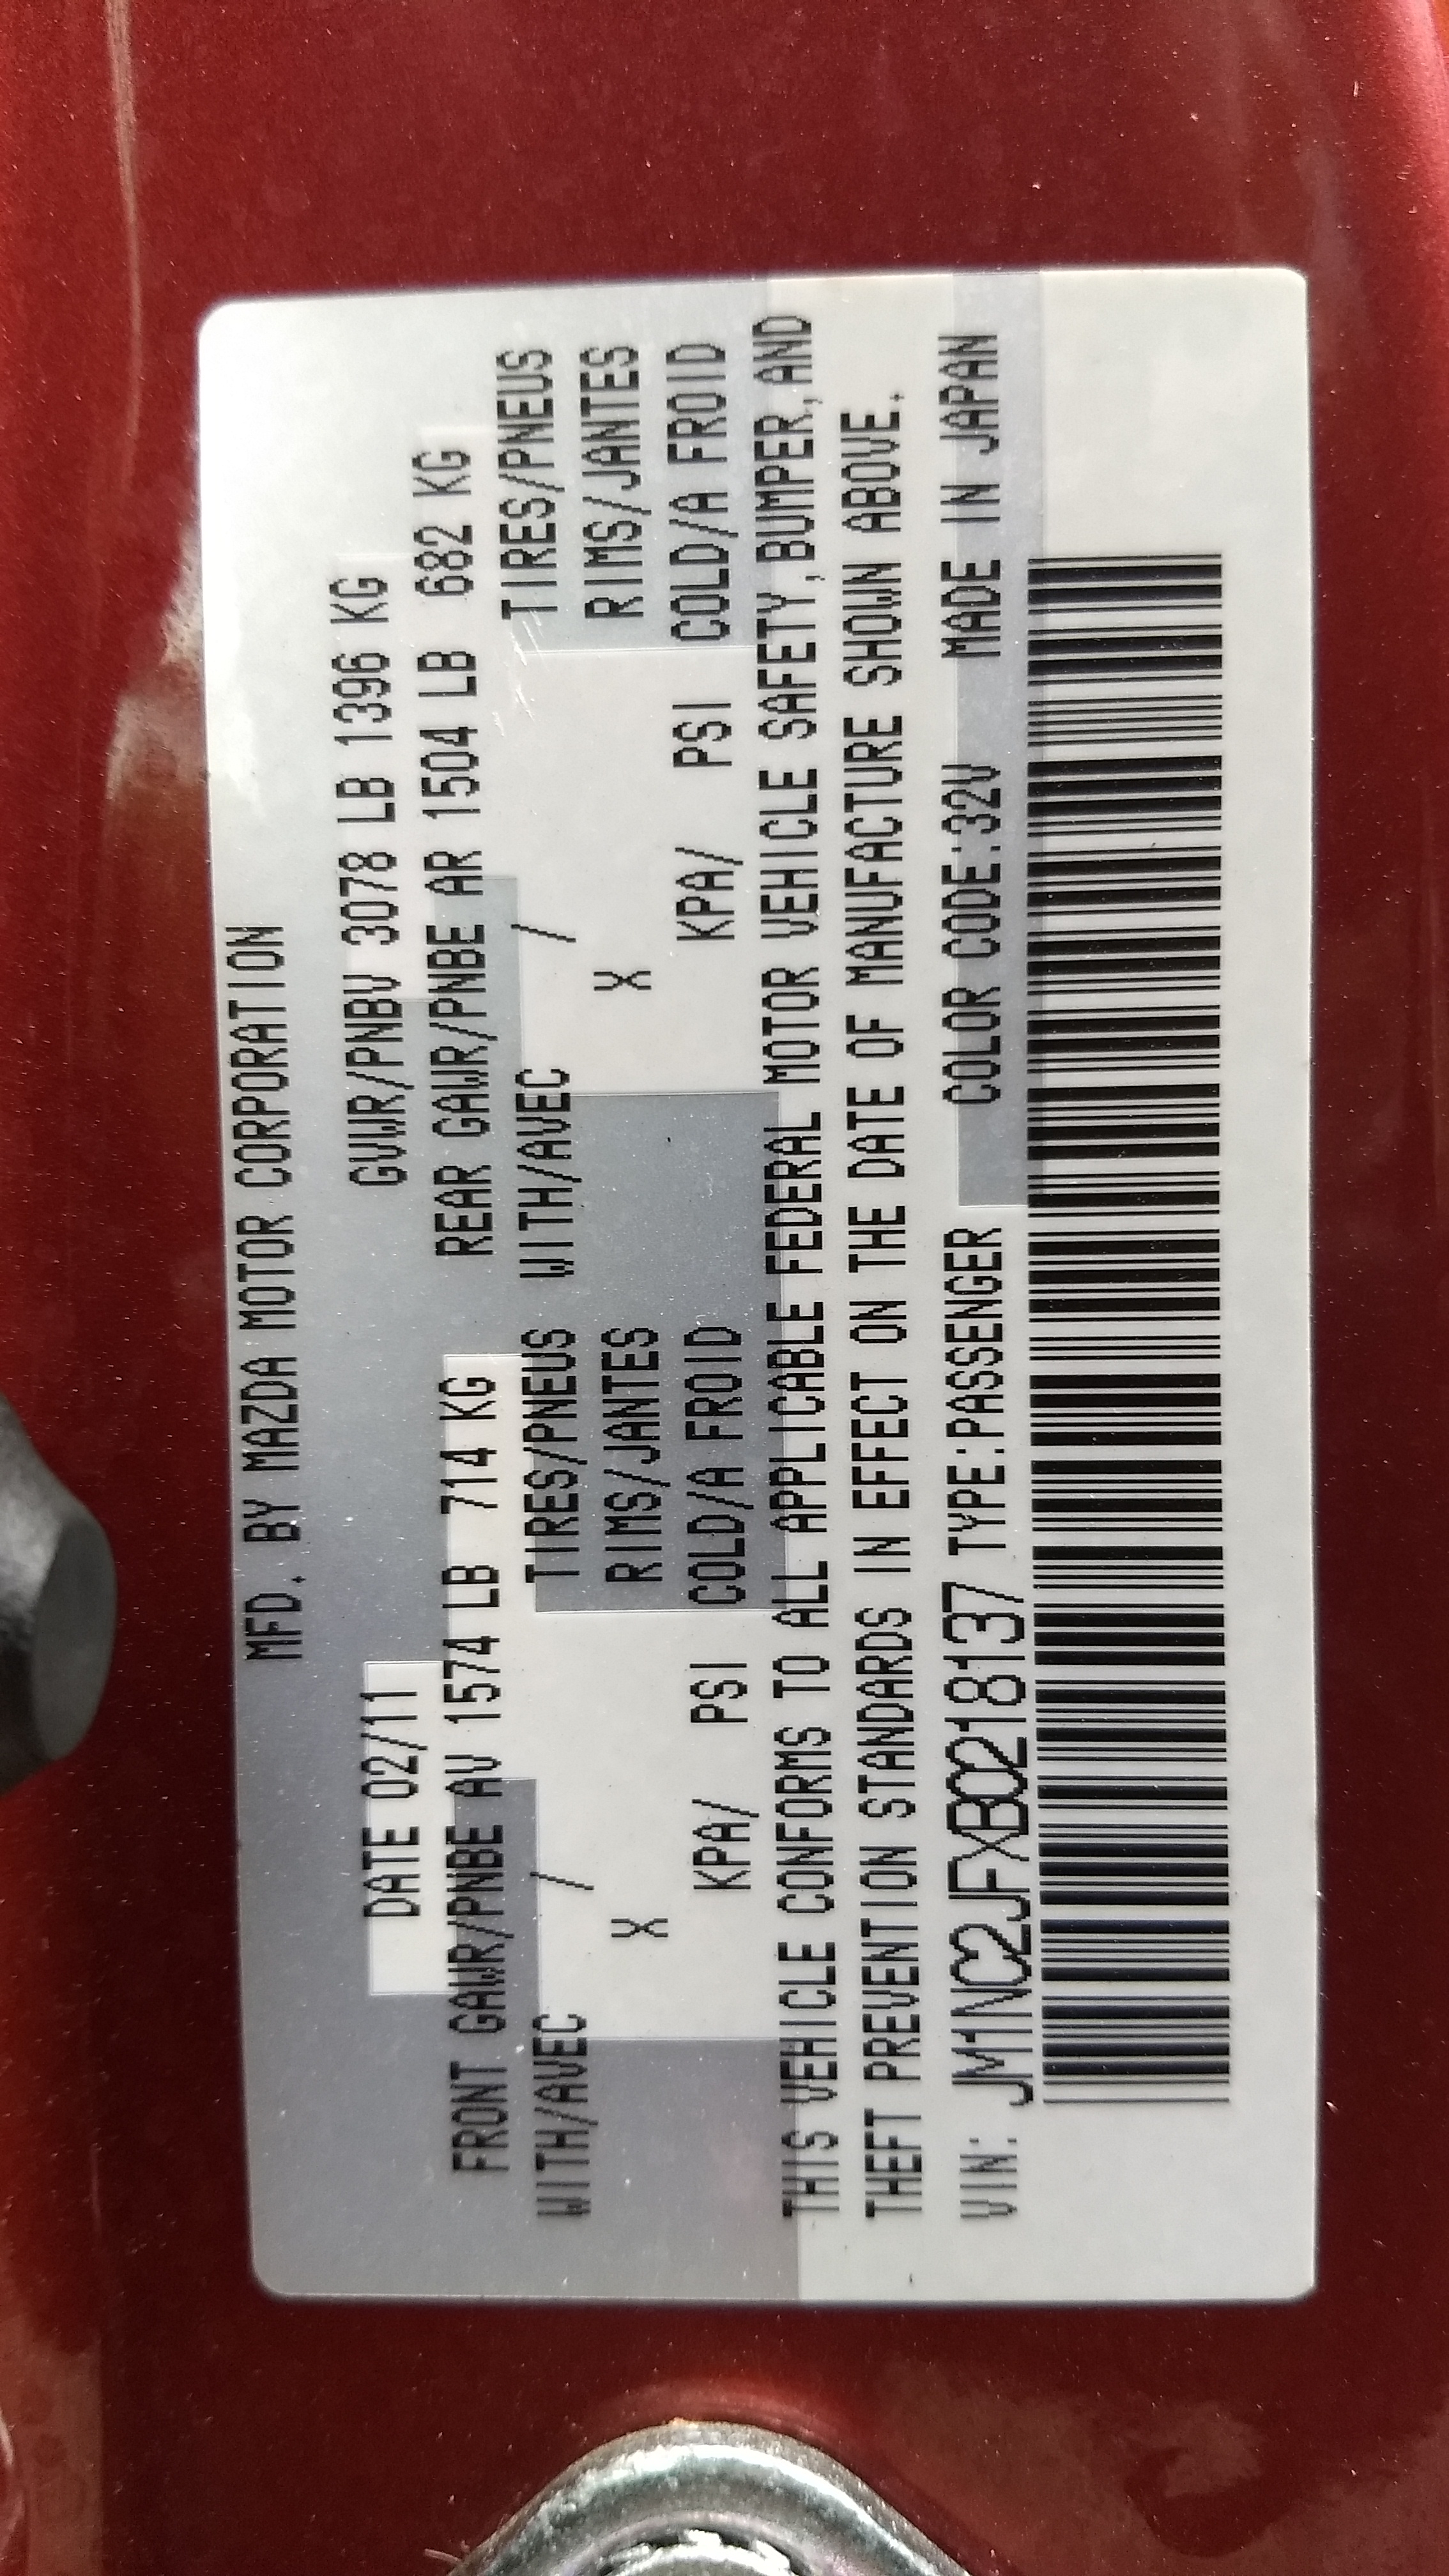 MFD. BY MAZDA MOTOR CORPORATION
DATE 02/11 GVWR/PNBV 3078 LB 1396 KG
FRONT GAWR/PNBE AV 1574 LB 714 KG REAR GAWR/PNBE AR 1504 LB 682 KG
WITH/AVEC / TIRES/PNEUS WITH/AVEC / TIRES/PNEUS
X RIMS/JANTES X RIMS/JANTES
KPA/ PSI COLD/A FROID KPA/ PSI COLD/A FROID
THIS VEHICLE CONFORMS TO ALL APPLICABLE FEDERAL MOTOR VEHICLE SAFETY,BUMPER,AND
THEFT PREVENTION STANDARDS IN EFFECT ON THE DATE OF MANUFACTURE SHOWN ABOVE.
VIN: JM1NC2JFXB0218137 TYPE:PASSENGER COLOR CODE:32V MADE IN JAPAN